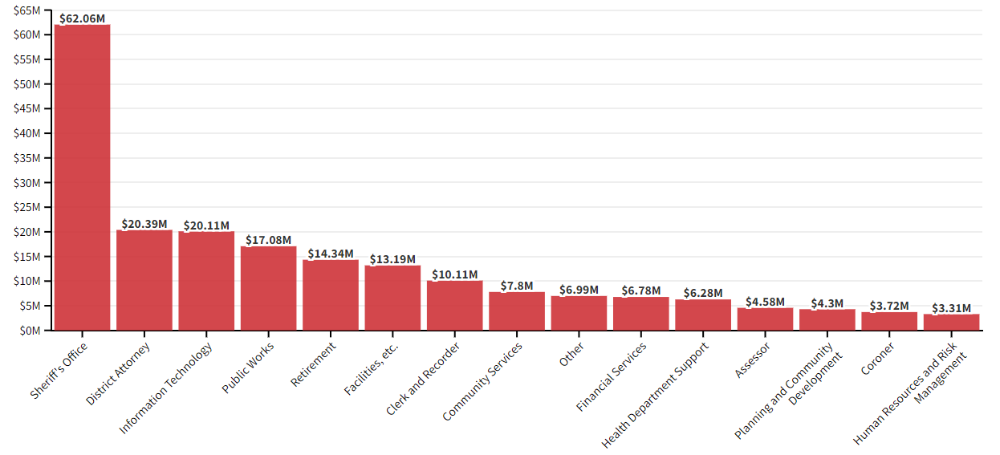 $65M
$60M
$55M
$50M
$45M
$40M
$35M
$30M
$25M
$20M
$15M
$10M
$5M
$0M
$62.06M
$20.39M
$20.11M
$17.08M
$14.34M
$13.19M
$10.11M
$7.8M
$6.99M
$6.78M
$6.28M
$4.58M
$4.3M
$3.72M
$3.31M
Sheriff's Office
District Attorney
Information Technology
Public Works
Retirement
Facilities, etc.
Clerk and Recorder
Community Services
Other
Financial Services
Health Department Support
Assessor
Planning and Community
Development
Coroner
Human Resources and Risk
Management